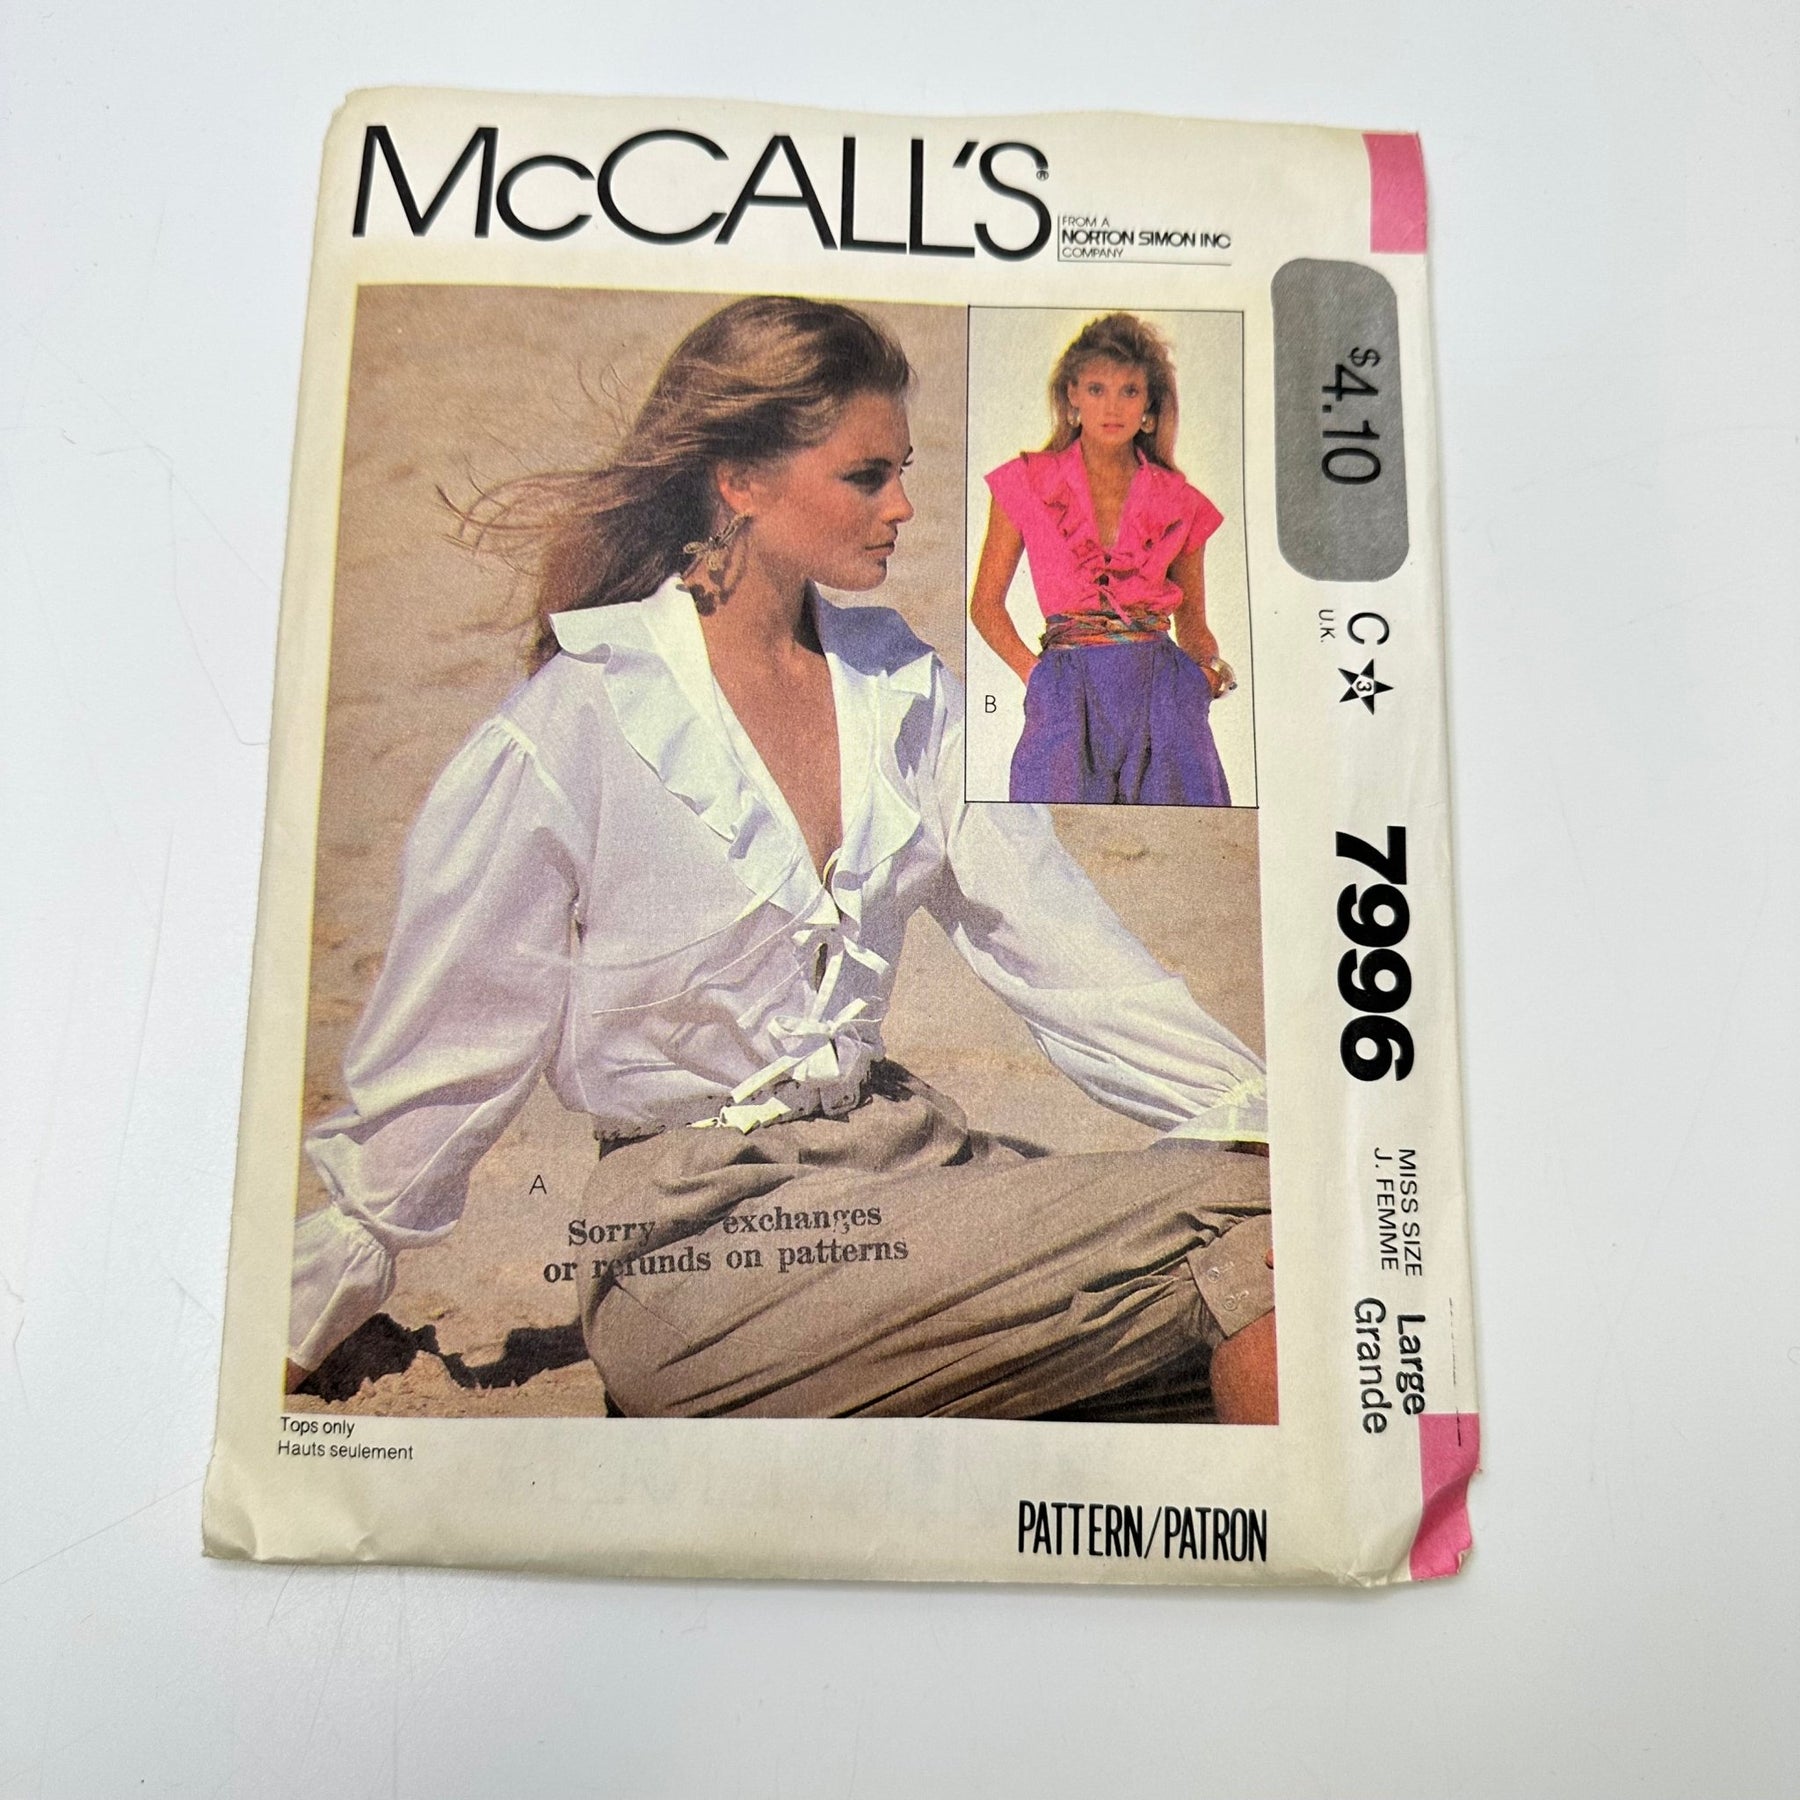 McCALL'S®
FROM A
NORTON SIMON INC
COMPANY
$4.10
C 3
U.K.
7996
MISS SIZE Large
J. FEMME Grande
B
A
Sorry no exchanges
or refunds on patterns
Tops only
Hauts seulement
PATTERN/PATRON